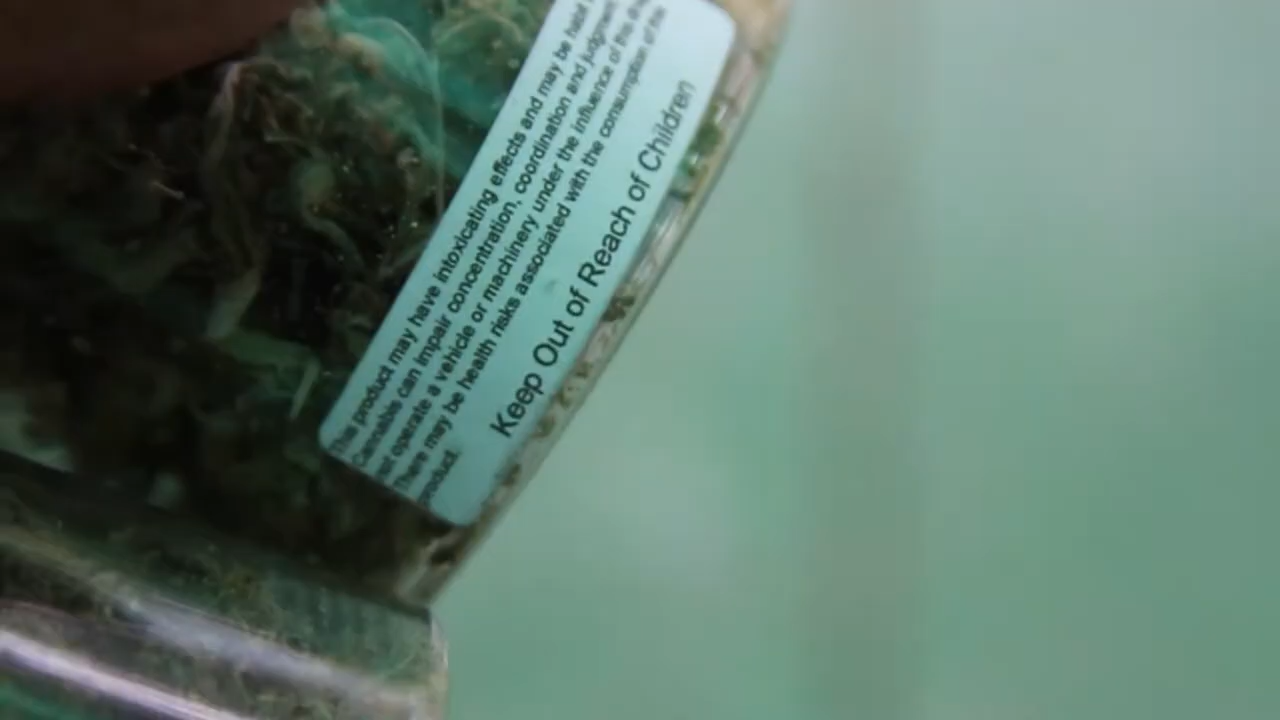 This product may have intoxicating effects and may be habit
Cannabis can impair concentration, coordination and judgment
not operate a vehicle or machinery under the influence of this
There may be health risks associated with the consumption of this
product.
Keep Out of Reach of Children